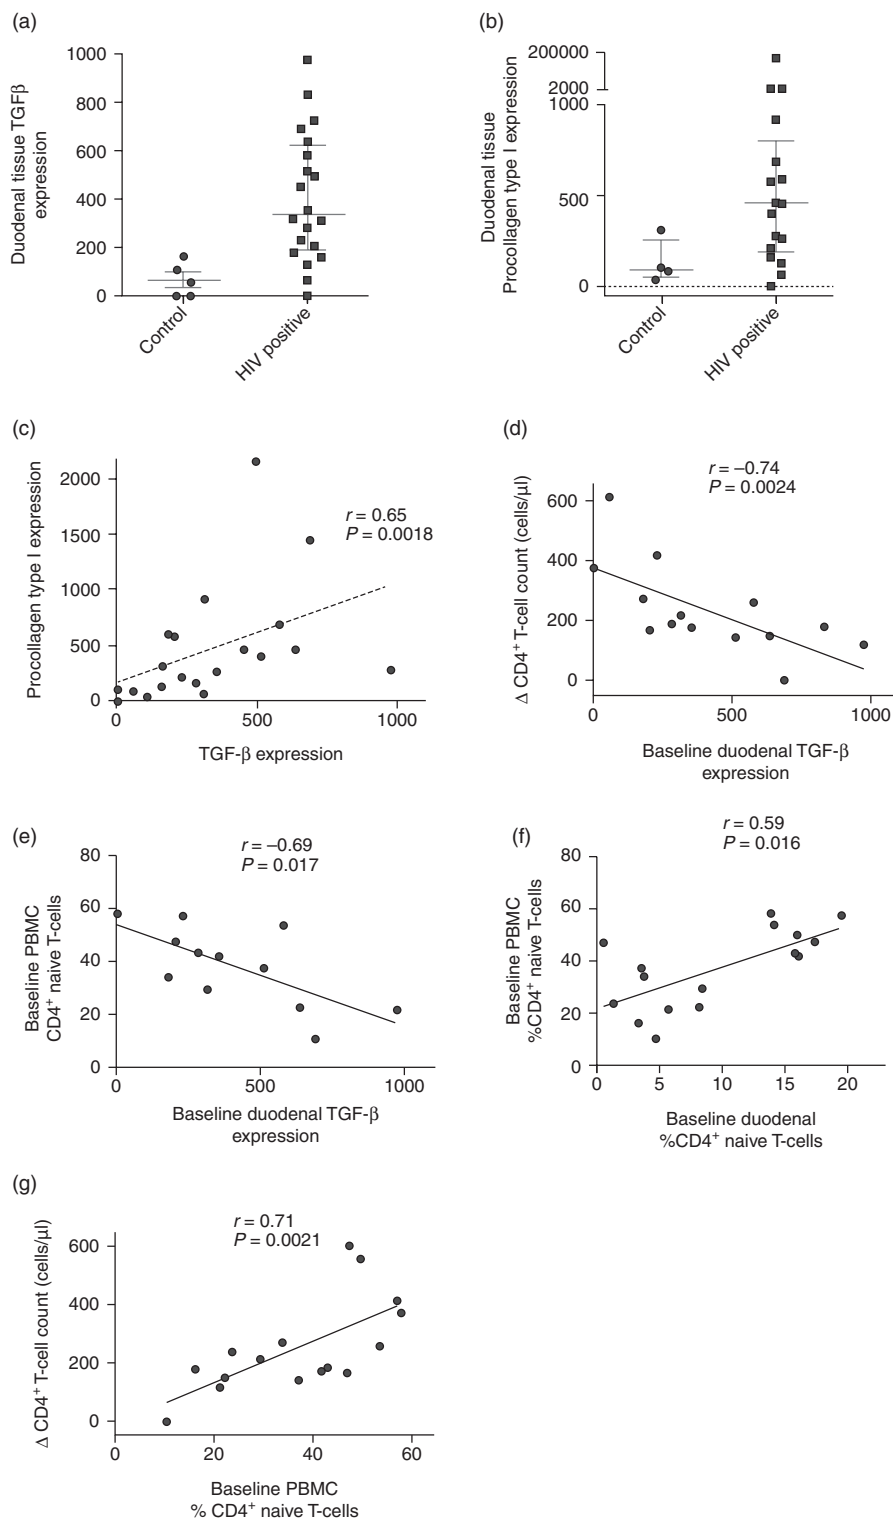 (a)
Duodenal tissue TGFβ
expression
1000
800
600
400
200
0
Control
HIV positive
(b)
Duodenal tissue
Procollagen type I expression
200000
2000
1000
500
0
Control
HIV positive
(c)
Procollagen type I expression
2000
1500
1000
500
0
r = 0.65
P = 0.0018
0 500 1000
TGF-β expression
(d)
Δ CD4⁺ T-cell count (cells/μl)
600
400
200
0
r = −0.74
P = 0.0024
0 500 1000
Baseline duodenal TGF-β
expression
(e)
Baseline PBMC
CD4⁺ naive T-cells
80
60
40
20
0
r = −0.69
P = 0.017
0 500 1000
Baseline duodenal TGF-β
expression
(f)
Baseline PBMC
%CD4⁺ naive T-cells
80
60
40
20
0
r = 0.59
P = 0.016
0 5 10 15 20
Baseline duodenal
%CD4⁺ naive T-cells
(g)
Δ CD4⁺ T-cell count (cells/μl)
600
400
200
0
r = 0.71
P = 0.0021
0 20 40 60
Baseline PBMC
% CD4⁺ naive T-cells